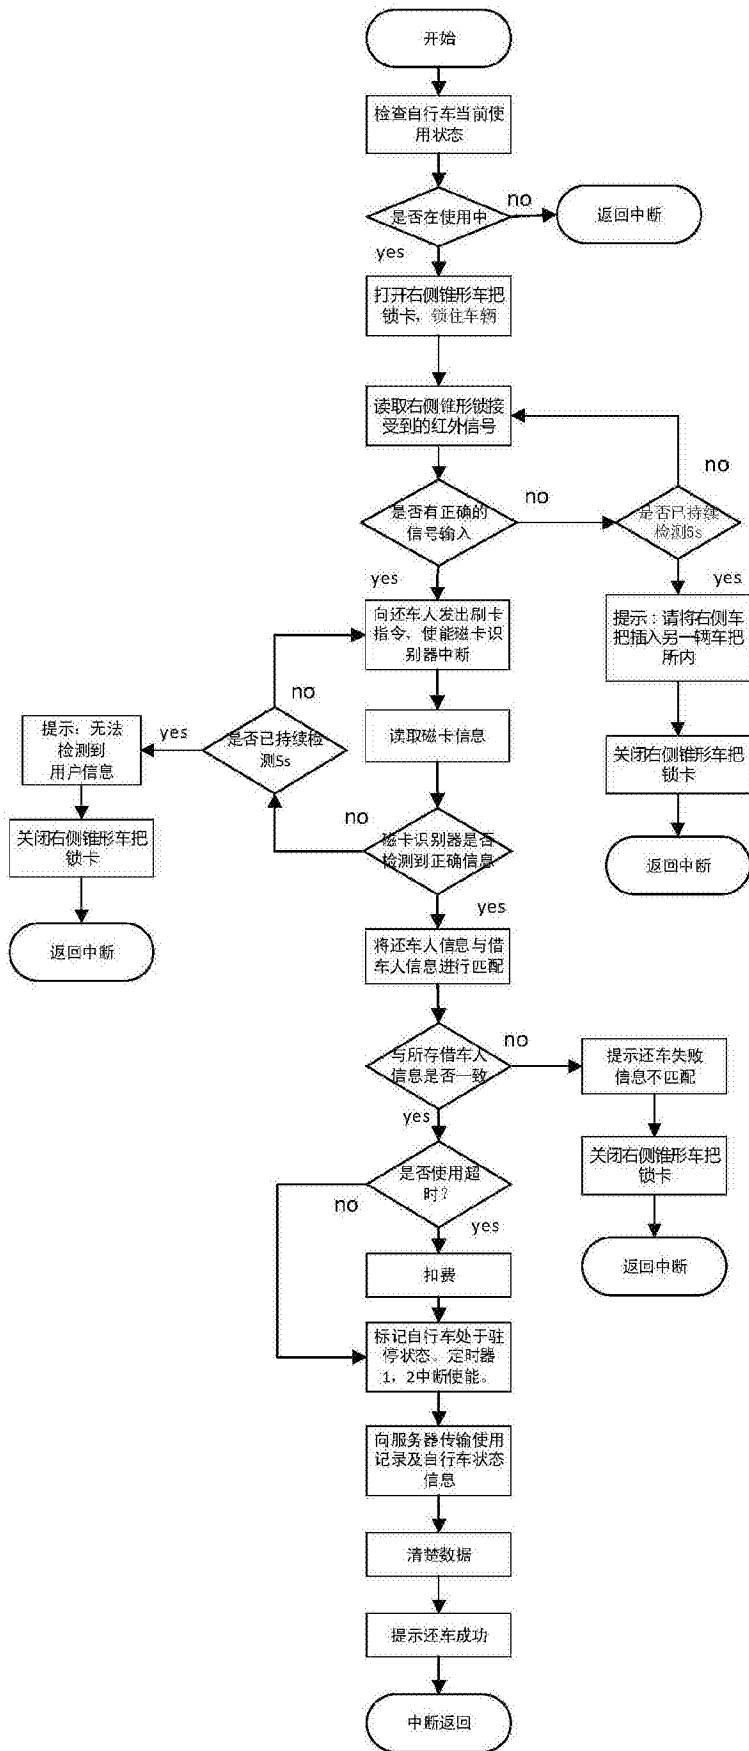 开始
检查自行车当前使
用状态
是否在使用中
no
返回中断
yes
打开右侧锥形车把
锁卡，锁住车辆
读取右侧锥形锁接
受到的红外信号
no
是否有正确的
信号输入
no
是否已持续
检测5s
yes
yes
向还车人发出刷卡
指令，使能磁卡识
别器中断
提示：请将右侧车
把插入另一辆车把
所内
no
读取磁卡信息
提示：无法
检测到
用户信息
yes
是否已持续检
测5s
关闭右侧锥形车把
锁卡
no
磁卡识别器是否
检测到正确信息
关闭右侧锥形车把
锁卡
返回中断
yes
返回中断
将还车人信息与借
车人信息进行匹配
与所存借车人
信息是否一致
no
提示还车失败
信息不匹配
yes
关闭右侧锥形车把
锁卡
是否使用超
时？
no
yes
返回中断
扣费
标记自行车处于驻
停状态。定时器
1，2中断使能。
向服务器传输使用
记录及自行车状态
信息
清楚数据
提示还车成功
中断返回